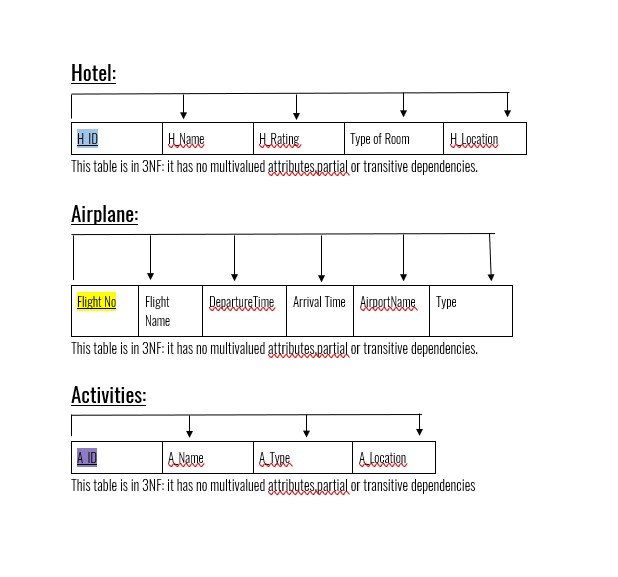 Hotel:
H_ID H_Name H_Rating Type of Room H_Location
This table is in 3NF: it has no multivalued attributes,partial or transitive dependencies.
Airplane:
Flight No Flight DepartureTime Arrival Time AirportName Type
Name
This table is in 3NF: it has no multivalued attributes,partial or transitive dependencies.
Activities:
A_ID A_Name A_Type A_Location
This table is in 3NF: it has no multivalued attributes,partial or transitive dependencies